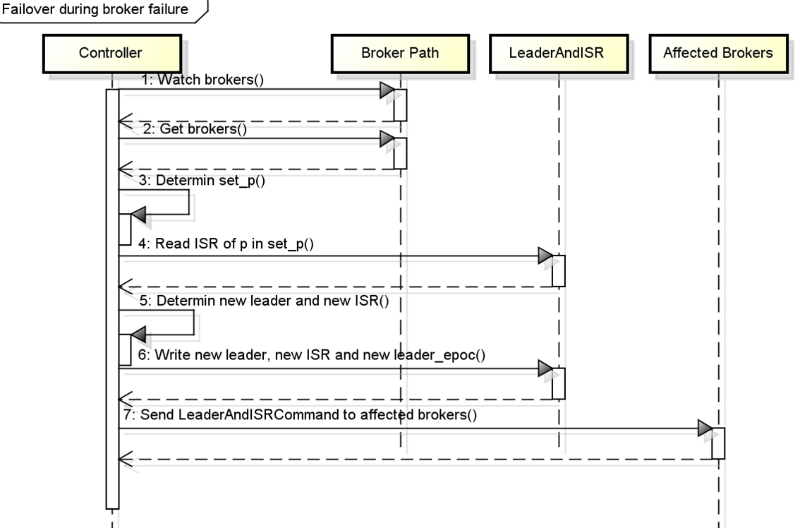 Failover during broker failure
Controller
Broker Path
LeaderAndISR
Affected Brokers
1: Watch brokers()
2: Get brokers()
3: Determin set_p()
4: Read ISR of p in set_p()
5: Determin new leader and new ISR()
6: Write new leader, new ISR and new leader_epoc()
7: Send LeaderAndISRCommand to affected brokers()